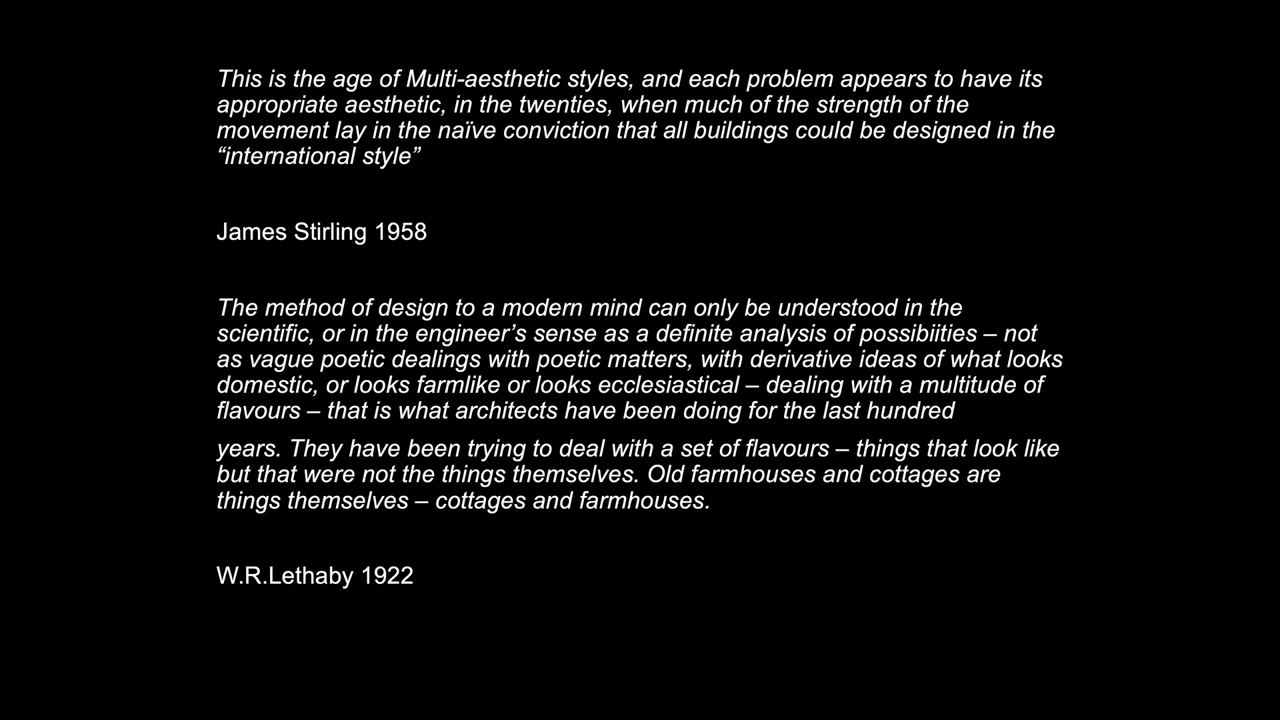 This is the age of Multi-aesthetic styles, and each problem appears to have its
appropriate aesthetic, in the twenties, when much of the strength of the
movement lay in the naïve conviction that all buildings could be designed in the
“international style”
James Stirling 1958
The method of design to a modern mind can only be understood in the
scientific, or in the engineer’s sense as a definite analysis of possibiities – not
as vague poetic dealings with poetic matters, with derivative ideas of what looks
domestic, or looks farmlike or looks ecclesiastical – dealing with a multitude of
flavours – that is what architects have been doing for the last hundred
years. They have been trying to deal with a set of flavours – things that look like
but that were not the things themselves. Old farmhouses and cottages are
things themselves – cottages and farmhouses.
W.R.Lethaby 1922